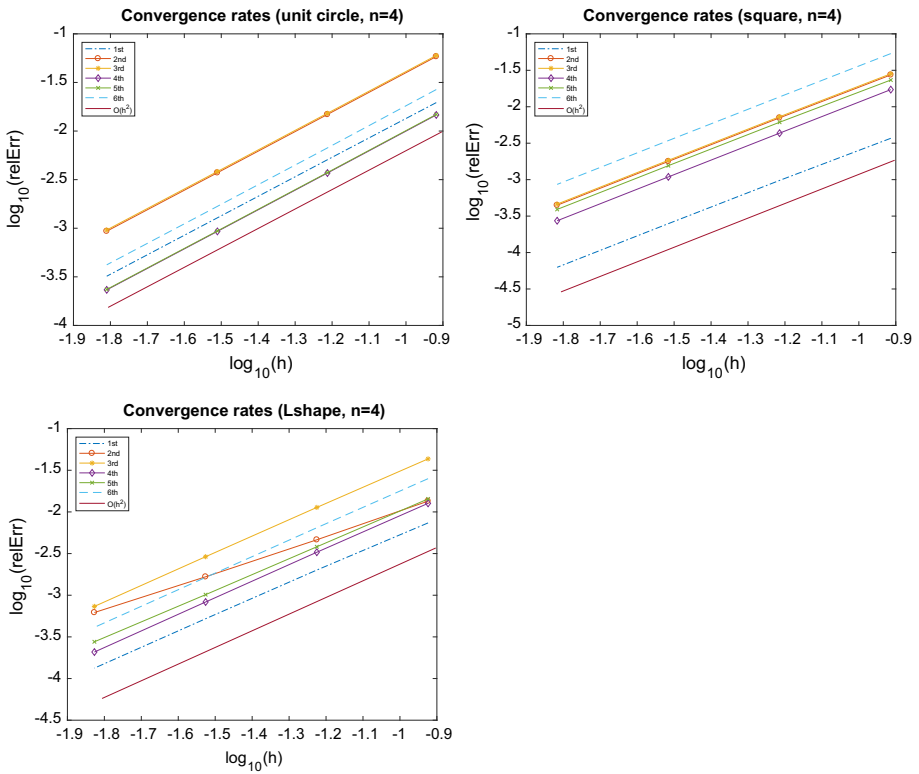 Convergence rates (unit circle, n=4)
log₁₀(relErr)
-1
-1.5
-2
-2.5
-3
-3.5
-4
1st
2nd
3rd
4th
5th
6th
O(h²)
-1.9 -1.8 -1.7 -1.6 -1.5 -1.4 -1.3 -1.2 -1.1 -1 -0.9
log₁₀(h)
Convergence rates (square, n=4)
log₁₀(relErr)
-1
-1.5
-2
-2.5
-3
-3.5
-4
-4.5
-5
1st
2nd
3rd
4th
5th
6th
O(h²)
-1.9 -1.8 -1.7 -1.6 -1.5 -1.4 -1.3 -1.2 -1.1 -1 -0.9
log₁₀(h)
Convergence rates (Lshape, n=4)
log₁₀(relErr)
-1
-1.5
-2
-2.5
-3
-3.5
-4
-4.5
1st
2nd
3rd
4th
5th
6th
O(h²)
-1.9 -1.8 -1.7 -1.6 -1.5 -1.4 -1.3 -1.2 -1.1 -1 -0.9
log₁₀(h)